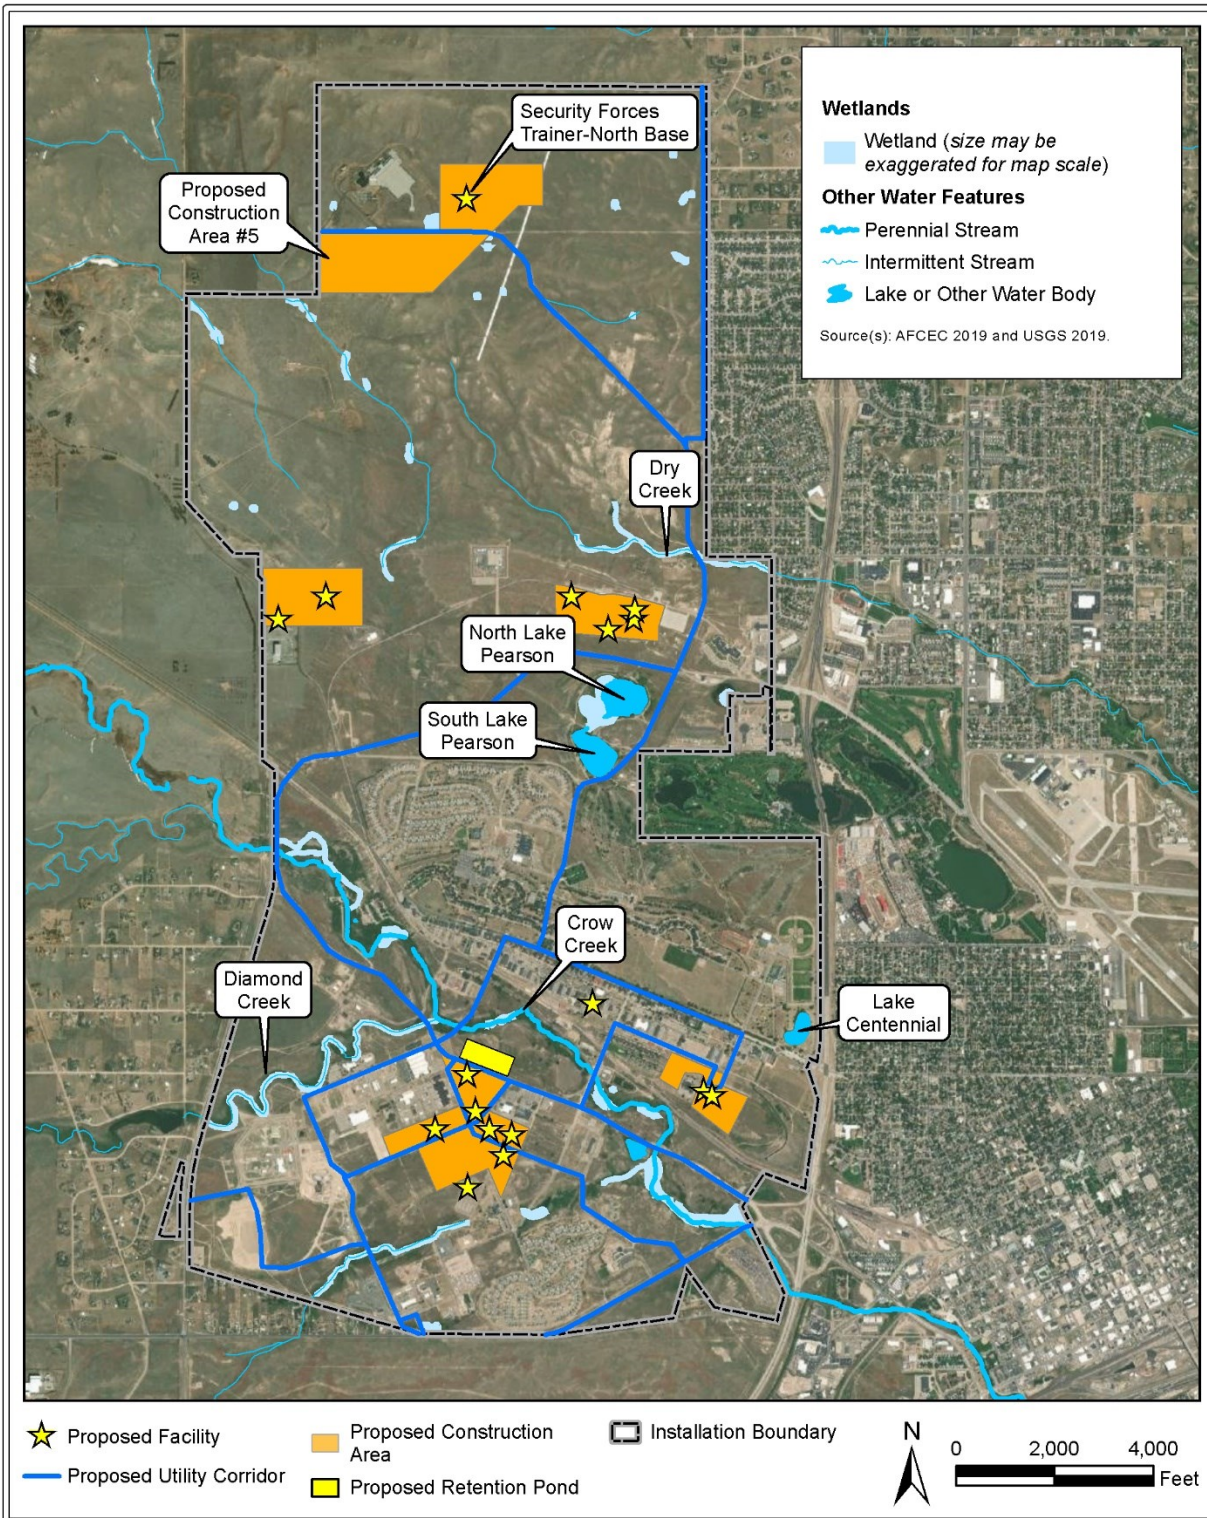 Security Forces
Trainer-North Base
Proposed
Construction
Area #5
Wetlands
Wetland (size may be
exaggerated for map scale)
Other Water Features
Perennial Stream
Intermittent Stream
Lake or Other Water Body
Source(s): AFCEC 2019 and USGS 2019.
Dry
Creek
North Lake
Pearson
South Lake
Pearson
Crow
Creek
Diamond
Creek
Lake
Centennial
Proposed Facility
Proposed Utility Corridor
Proposed Construction
Area
Proposed Retention Pond
Installation Boundary
N
0 2,000 4,000
Feet